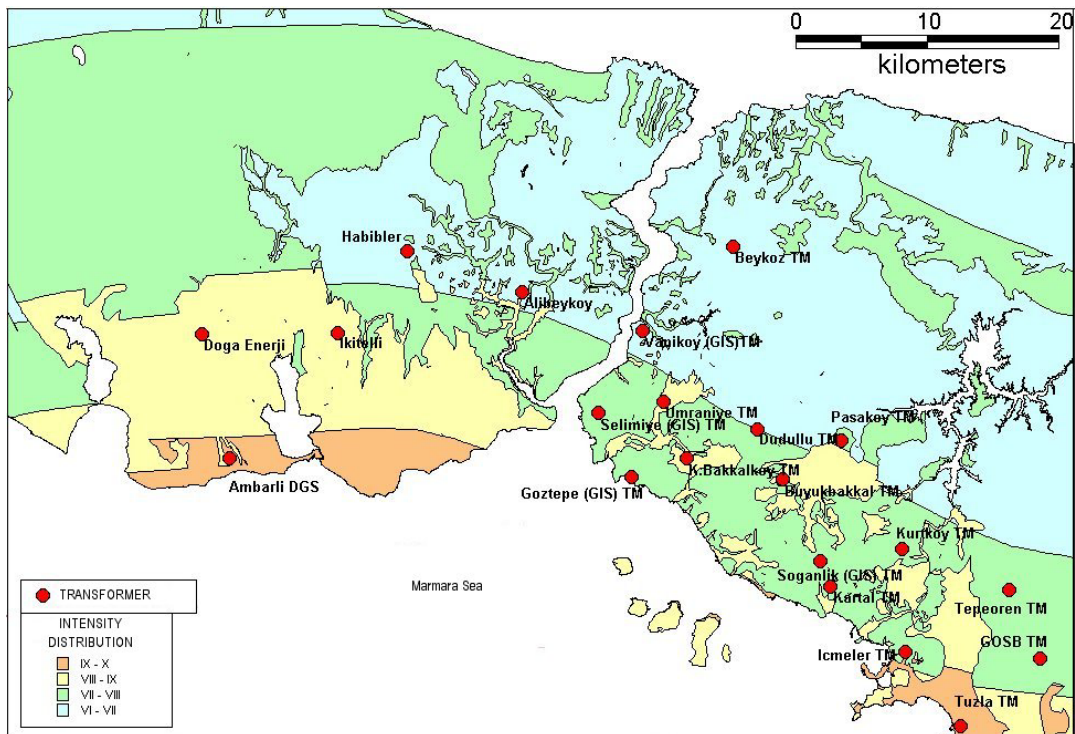 0 10 20
kilometers
Habibler
Beykoz TM
Alibeykoy
Doga Enerji
Ikitelli
Vanikoy (GIS)TM
Umraniye TM
Selimiye (GIS) TM
Pasakoy TM
Dudullu TM
K.Bakkalkoy TM
Ambarli DGS
Goztepe (GIS) TM
Buyukbakkal TM
Kurtkoy TM
Marmara Sea
Soganlik (GIS) TM
Kartal TM
Tepeoren TM
GOSB TM
Icmeler TM
Tuzla TM
TRANSFORMER
INTENSITY
DISTRIBUTION
IX - X
VIII - IX
VII - VIII
VI - VII